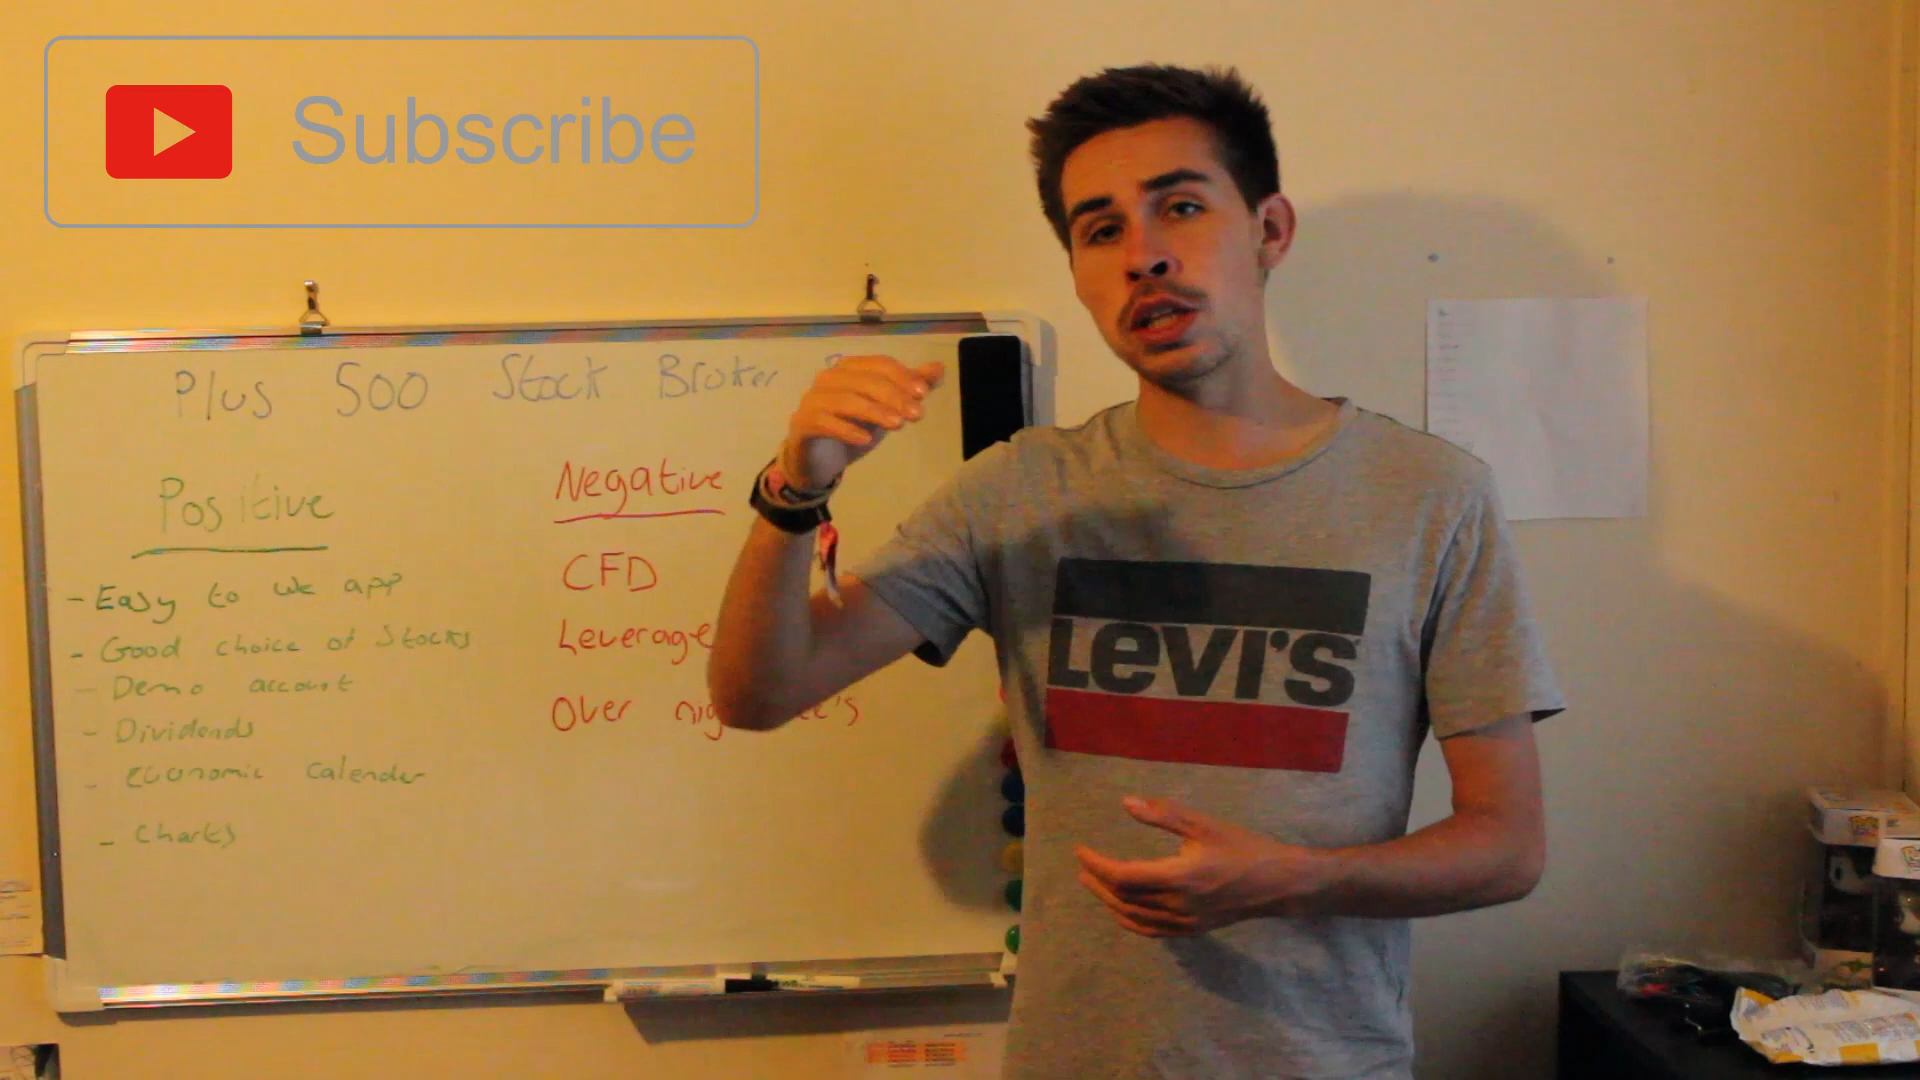 Subscribe
Plus 500 Stock Broker
Positive
- Easy to use app
- Good choice of Stocks
- Demo account
- Dividends
- Economic Calender
- Charts
Negative
CFD
Leverage
Over
LEVI'S